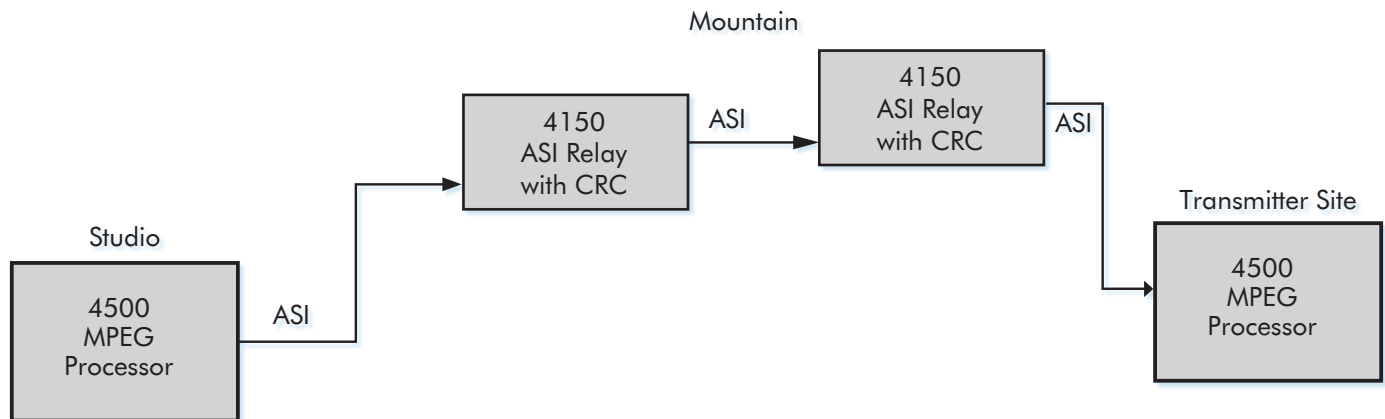 Mountain
4150
ASI Relay
with CRC
ASI
4150
ASI Relay
with CRC
ASI
Studio
4500
MPEG
Processor
ASI
Transmitter Site
4500
MPEG
Processor